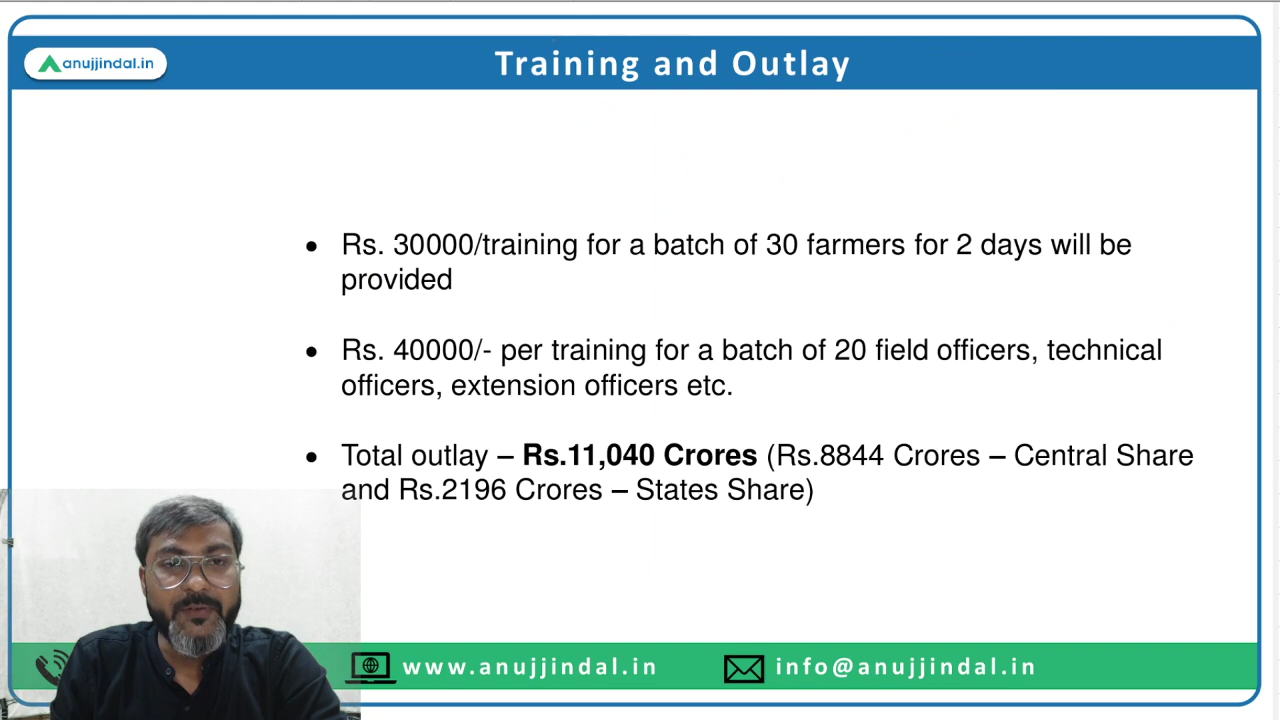 anujjindal.in
Training and Outlay
• Rs. 30000/training for a batch of 30 farmers for 2 days will be
provided
• Rs. 40000/- per training for a batch of 20 field officers, technical
officers, extension officers etc.
• Total outlay – Rs.11,040 Crores (Rs.8844 Crores – Central Share
and Rs.2196 Crores – States Share)
www.anujjindal.in
info@anujjindal.in